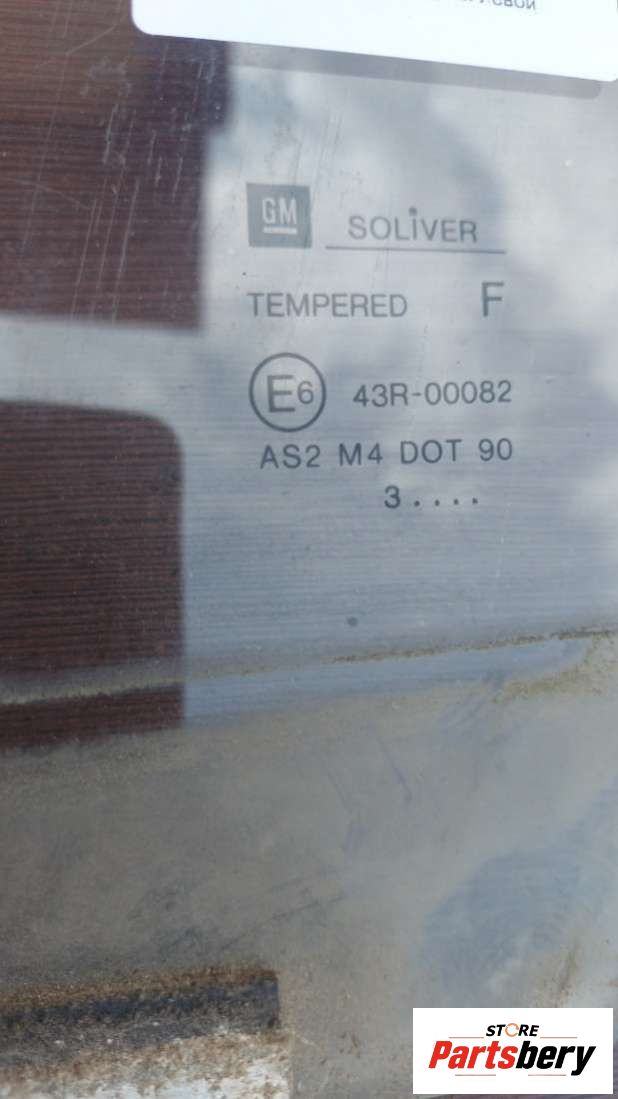 GM SOLiVER
TEMPERED F
E6 43R-00082
AS2 M4 DOT 90
3....
STORE
Partsbery